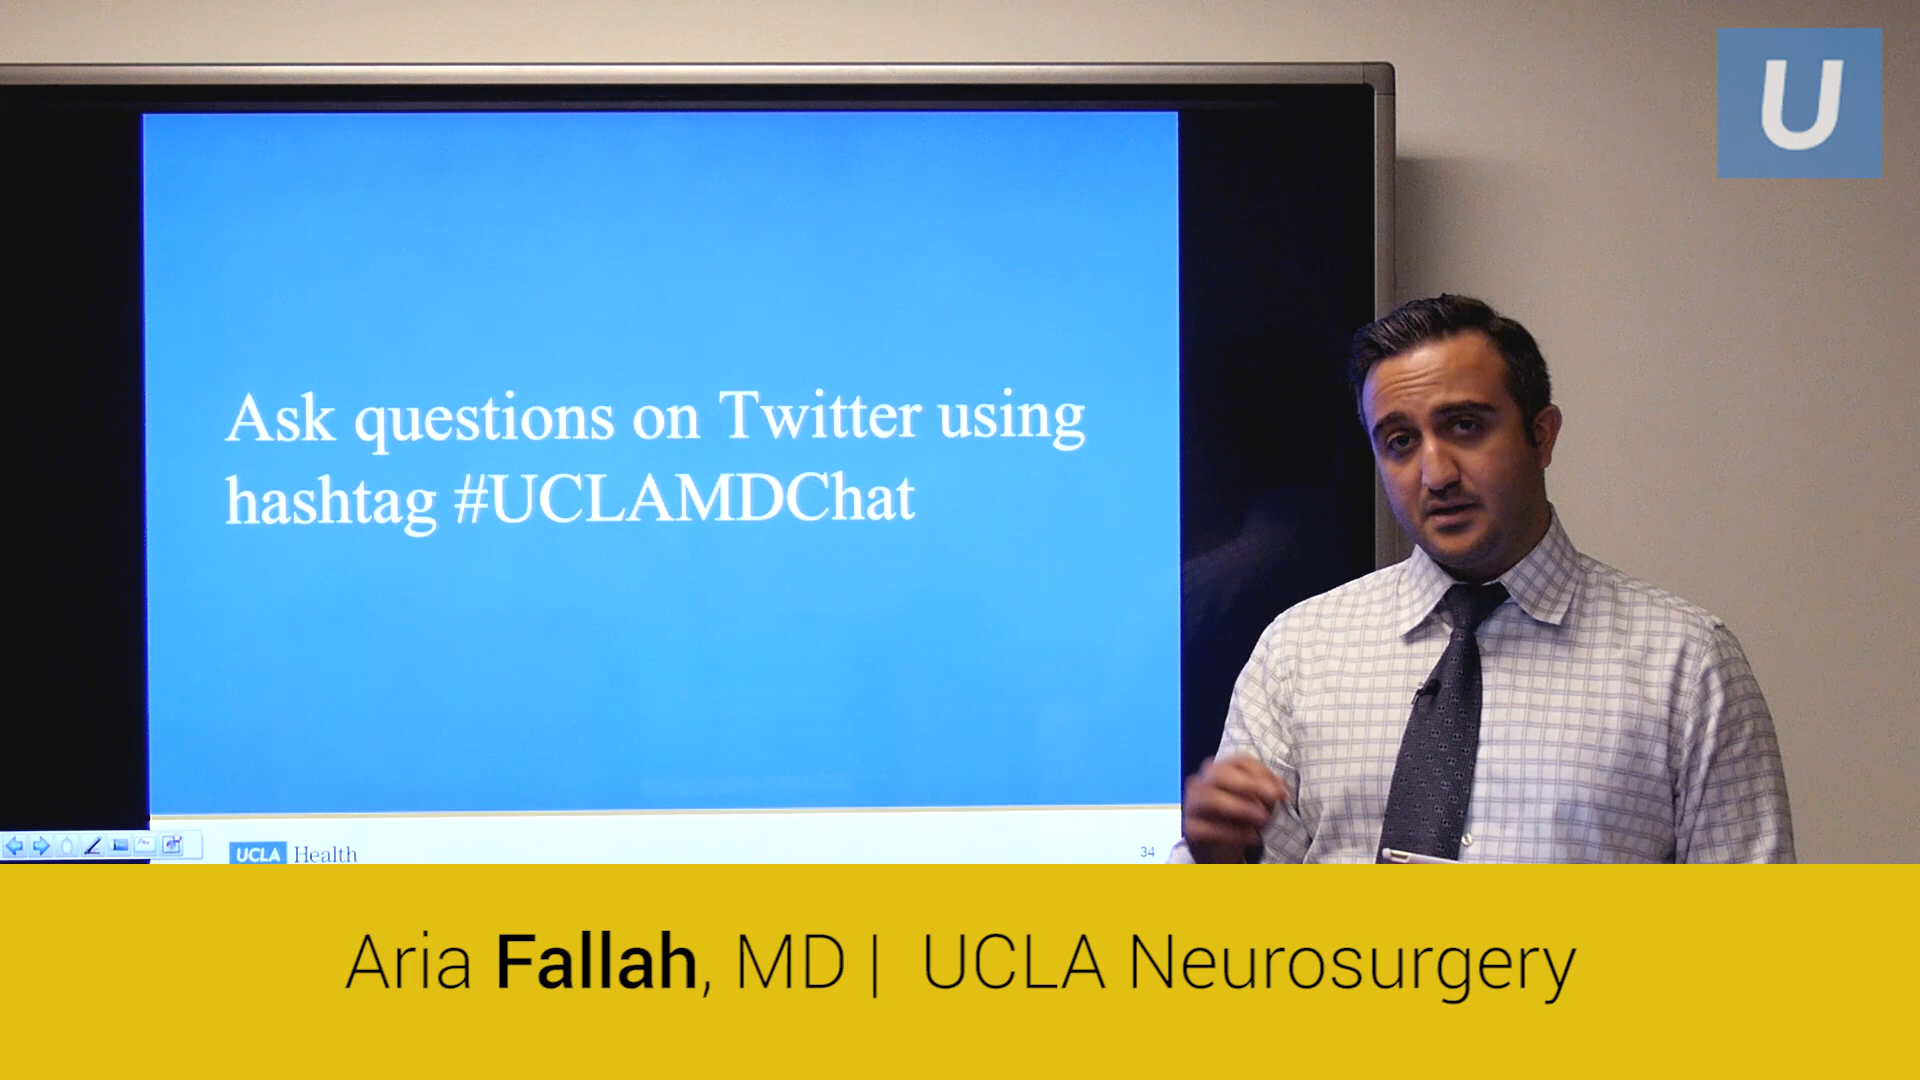 U
Ask questions on Twitter using
hashtag #UCLAMDChat
UCLA Health
34
Aria Fallah, MD | UCLA Neurosurgery